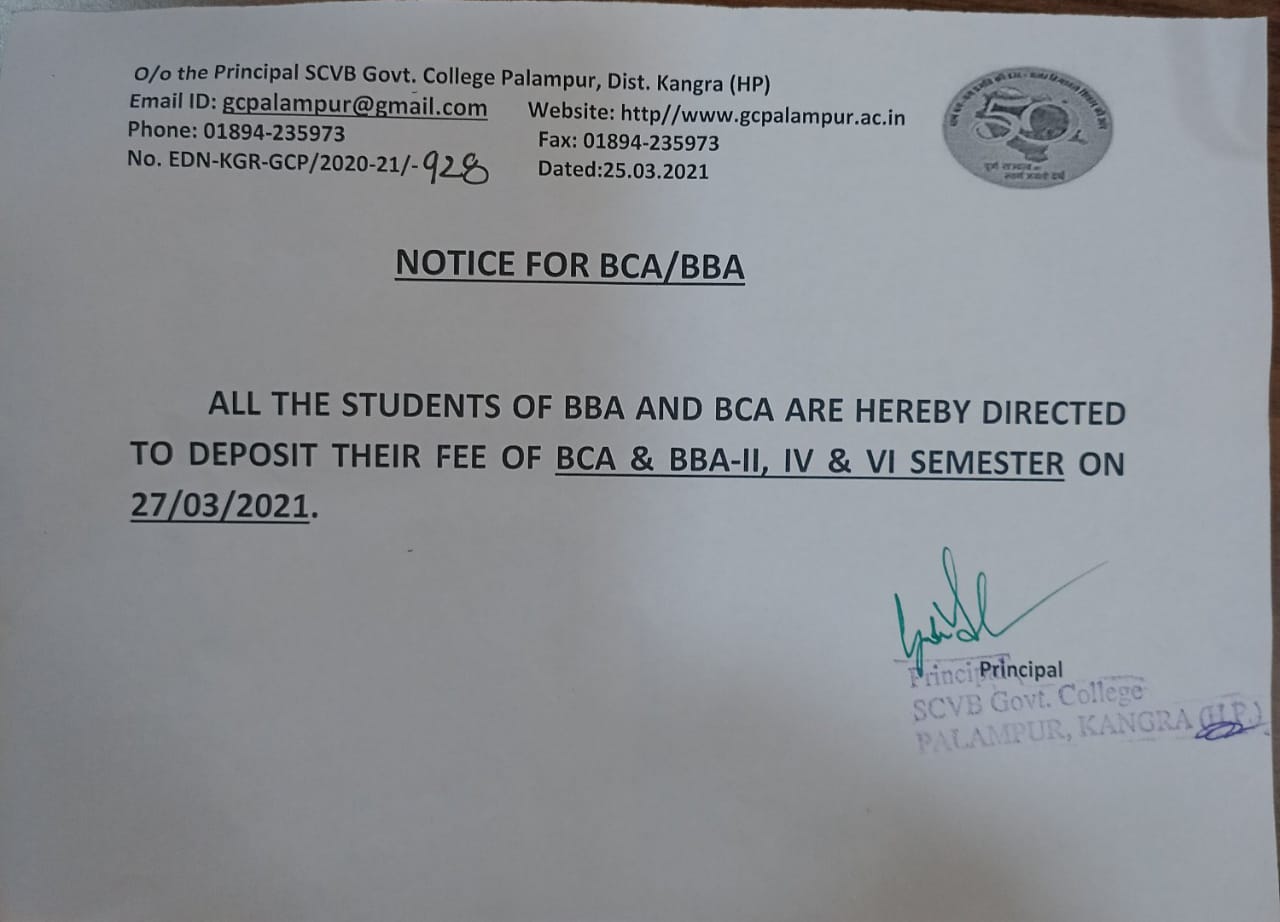 O/o the Principal SCVB Govt. College Palampur, Dist. Kangra (HP)
Email ID: gcpalampur@gmail.com Website: http//www.gcpalampur.ac.in
Phone: 01894-235973 Fax: 01894-235973
No. EDN-KGR-GCP/2020-21/-928 Dated:25.03.2021
50
NOTICE FOR BCA/BBA
ALL THE STUDENTS OF BBA AND BCA ARE HEREBY DIRECTED
TO DEPOSIT THEIR FEE OF BCA & BBA-II, IV & VI SEMESTER ON
27/03/2021.
Principal
Principal
SCVB Govt. College
PALAMPUR, KANGRA (H.P.)